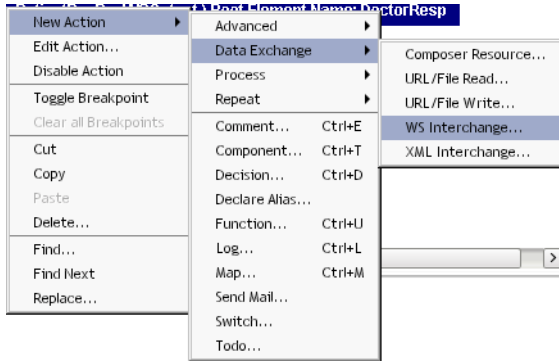 Root Element Name: DoctorResp
New Action
Edit Action...
Disable Action
Toggle Breakpoint
Clear all Breakpoints
Cut
Copy
Paste
Delete...
Find...
Find Next
Replace...
Advanced
Data Exchange
Process
Repeat
Comment... Ctrl+E
Component... Ctrl+T
Decision... Ctrl+D
Declare Alias...
Function... Ctrl+U
Log... Ctrl+L
Map... Ctrl+M
Send Mail...
Switch...
Todo...
Composer Resource...
URL/File Read...
URL/File Write...
WS Interchange...
XML Interchange...